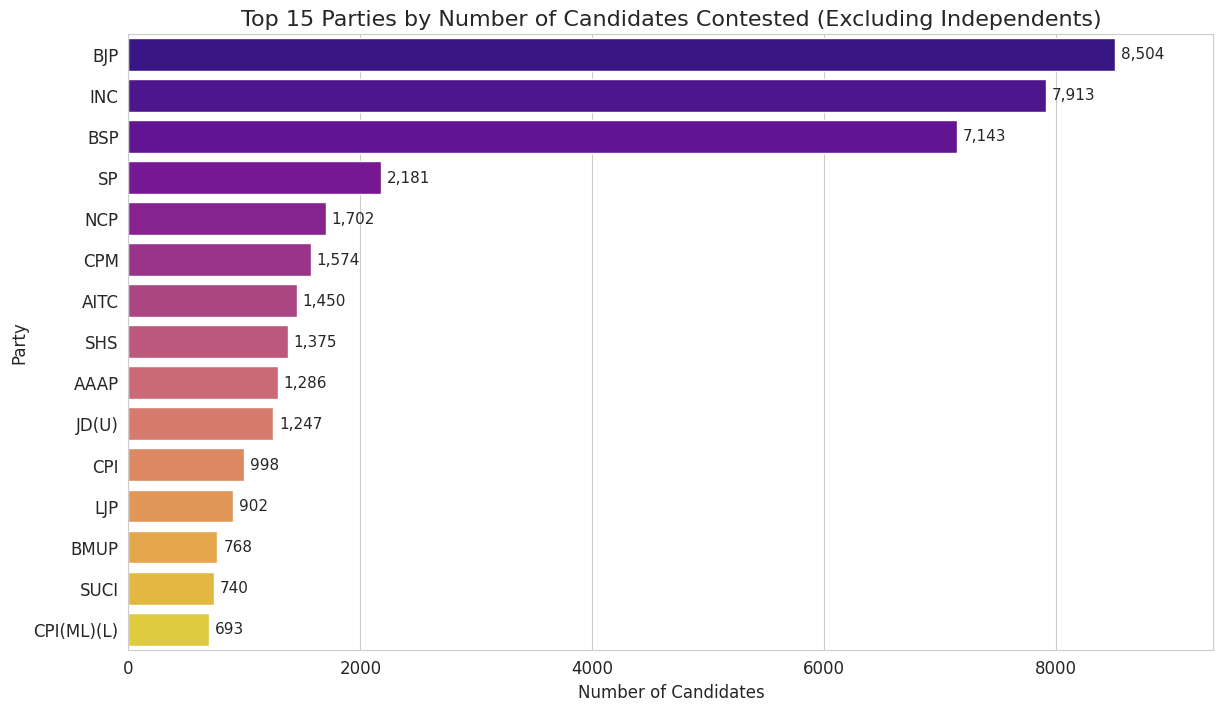 Top 15 Parties by Number of Candidates Contested (Excluding Independents)
BJP 8,504
INC 7,913
BSP 7,143
SP 2,181
NCP 1,702
CPM 1,574
AITC 1,450
SHS 1,375
AAAP 1,286
JD(U) 1,247
CPI 998
LJP 902
BMUP 768
SUCI 740
CPI(ML)(L) 693
Party
0 2000 4000 6000 8000
Number of Candidates